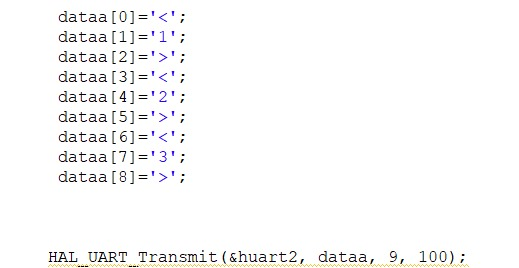 dataa[0]='<';
dataa[1]='1';
dataa[2]='>';
dataa[3]='<';
dataa[4]='2';
dataa[5]='>';
dataa[6]='<';
dataa[7]='3';
dataa[8]='>';
HAL_UART_Transmit(&huart2, dataa, 9, 100);